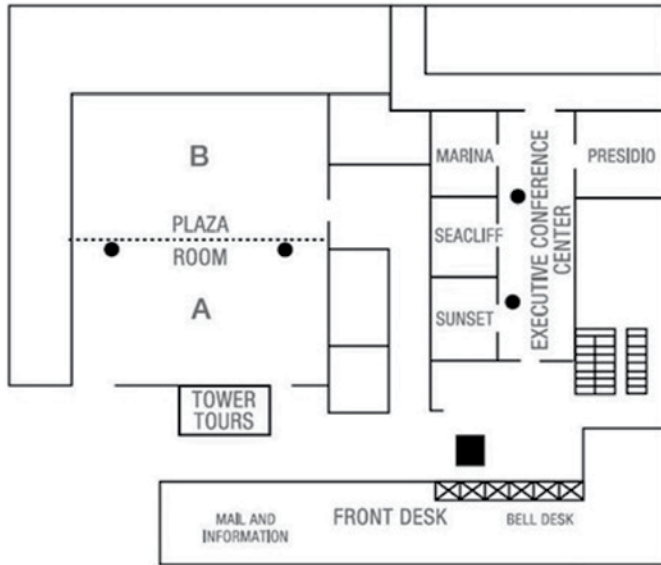 B
PLAZA
ROOM
A
TOWER
TOURS
MARINA
SEACLIFF
SUNSET
EXECUTIVE CONFERENCE
CENTER
PRESIDIO
MAIL AND
INFORMATION
FRONT DESK
BELL DESK